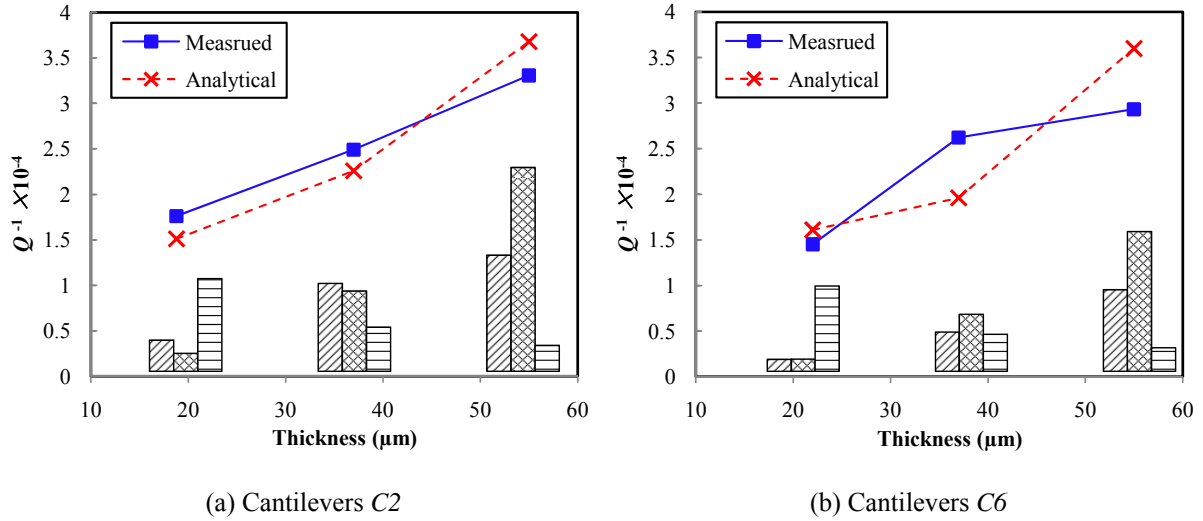 4
3.5
3
2.5
2
1.5
1
0.5
0
Q⁻¹ ×10⁻⁴
Measrued
Analytical
10 20 30 40 50 60
Thickness (µm)
(a) Cantilevers C2
4
3.5
3
2.5
2
1.5
1
0.5
0
Q⁻¹ ×10⁻⁴
Measrued
Analytical
10 20 30 40 50 60
Thickness (µm)
(b) Cantilevers C6